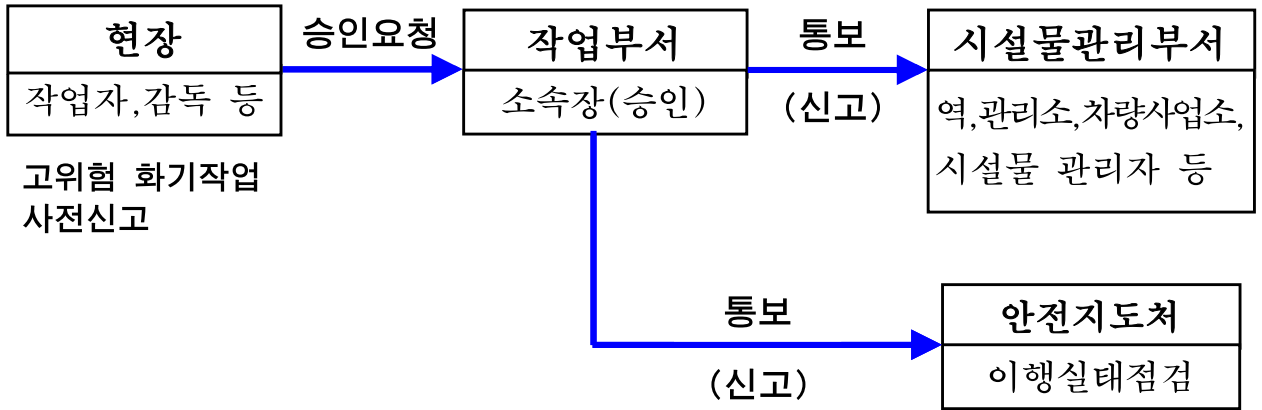 현장
작업자,감독 등
고위험 화기작업
사전신고
승인요청
작업부서
소속장(승인)
통보
(신고)
시설물관리부서
역,관리소,차량사업소,
시설물 관리자 등
통보
(신고)
안전지도처
이행실태점검